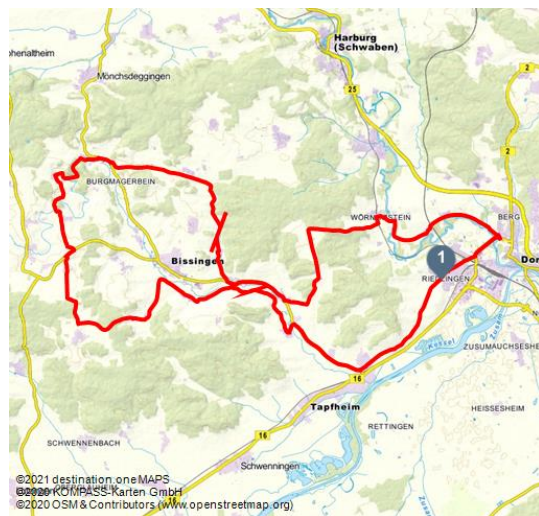 Harburg
(Schwaben)
Mönchsdeggingen
2
25
2
BURGMAGERBEIN
WÖRNITZSTEIN
BERG
Bissingen
1
RIEDLINGEN
16
Tapfheim
ZUSUMAUCHSESHE
HEISSESHEIM
RETTINGEN
16
SCHWENNENBACH
16
Schwenningen
©2021 destination.one MAPS
©2020 KOMPASS-Karten GmbH
©2020 OSM & Contributors (www.openstreetmap.org)